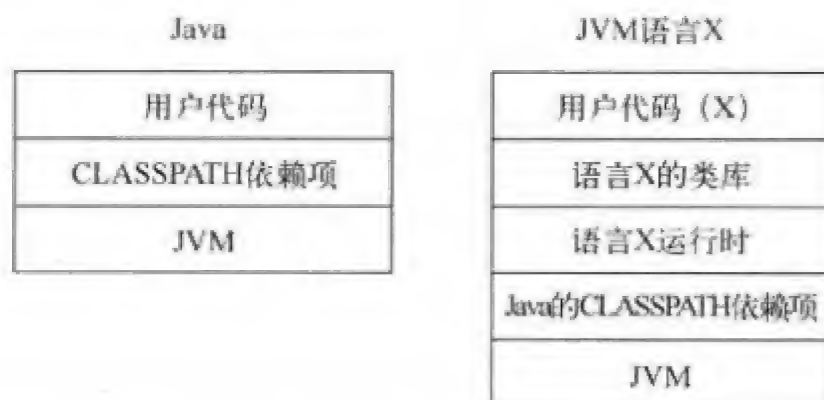 Java
用户代码
CLASSPATH依赖项
JVM
JVM语言X
用户代码（X）
语言X的类库
语言X运行时
Java的CLASSPATH依赖项
JVM